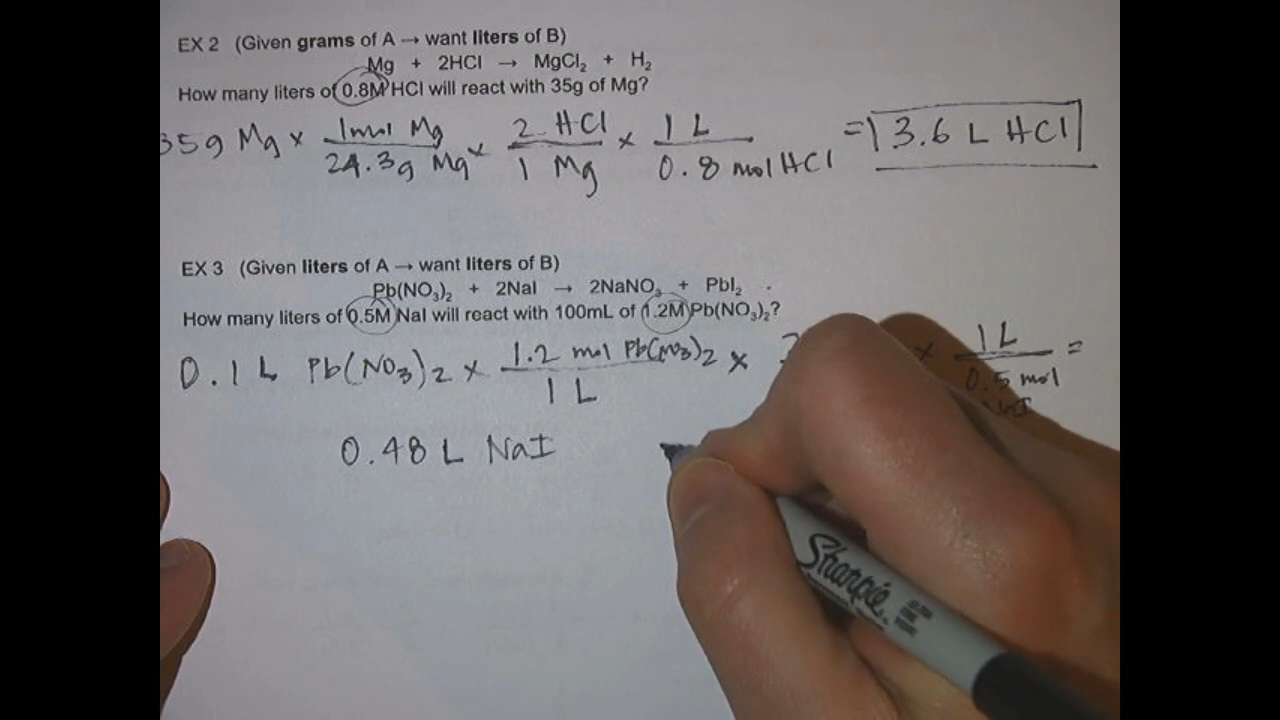 EX 2 (Given grams of A → want liters of B)
Mg + 2HCl → MgCl₂ + H₂
How many liters of 0.8M HCl will react with 35g of Mg?
35g Mg × 1mol Mg / 24.3g Mg × 2 HCl / 1 Mg × 1 L / 0.8 mol HCl = 3.6 L HCl
EX 3 (Given liters of A → want liters of B)
Pb(NO₃)₂ + 2NaI → 2NaNO₃ + PbI₂
How many liters of 0.5M NaI will react with 100mL of 1.2M Pb(NO₃)₂?
0.1 L Pb(NO₃)₂ × 1.2 mol Pb(NO₃)₂ / 1 L × × 1 L / 0.5 mol NaI =
0.48 L NaI
Sharpie